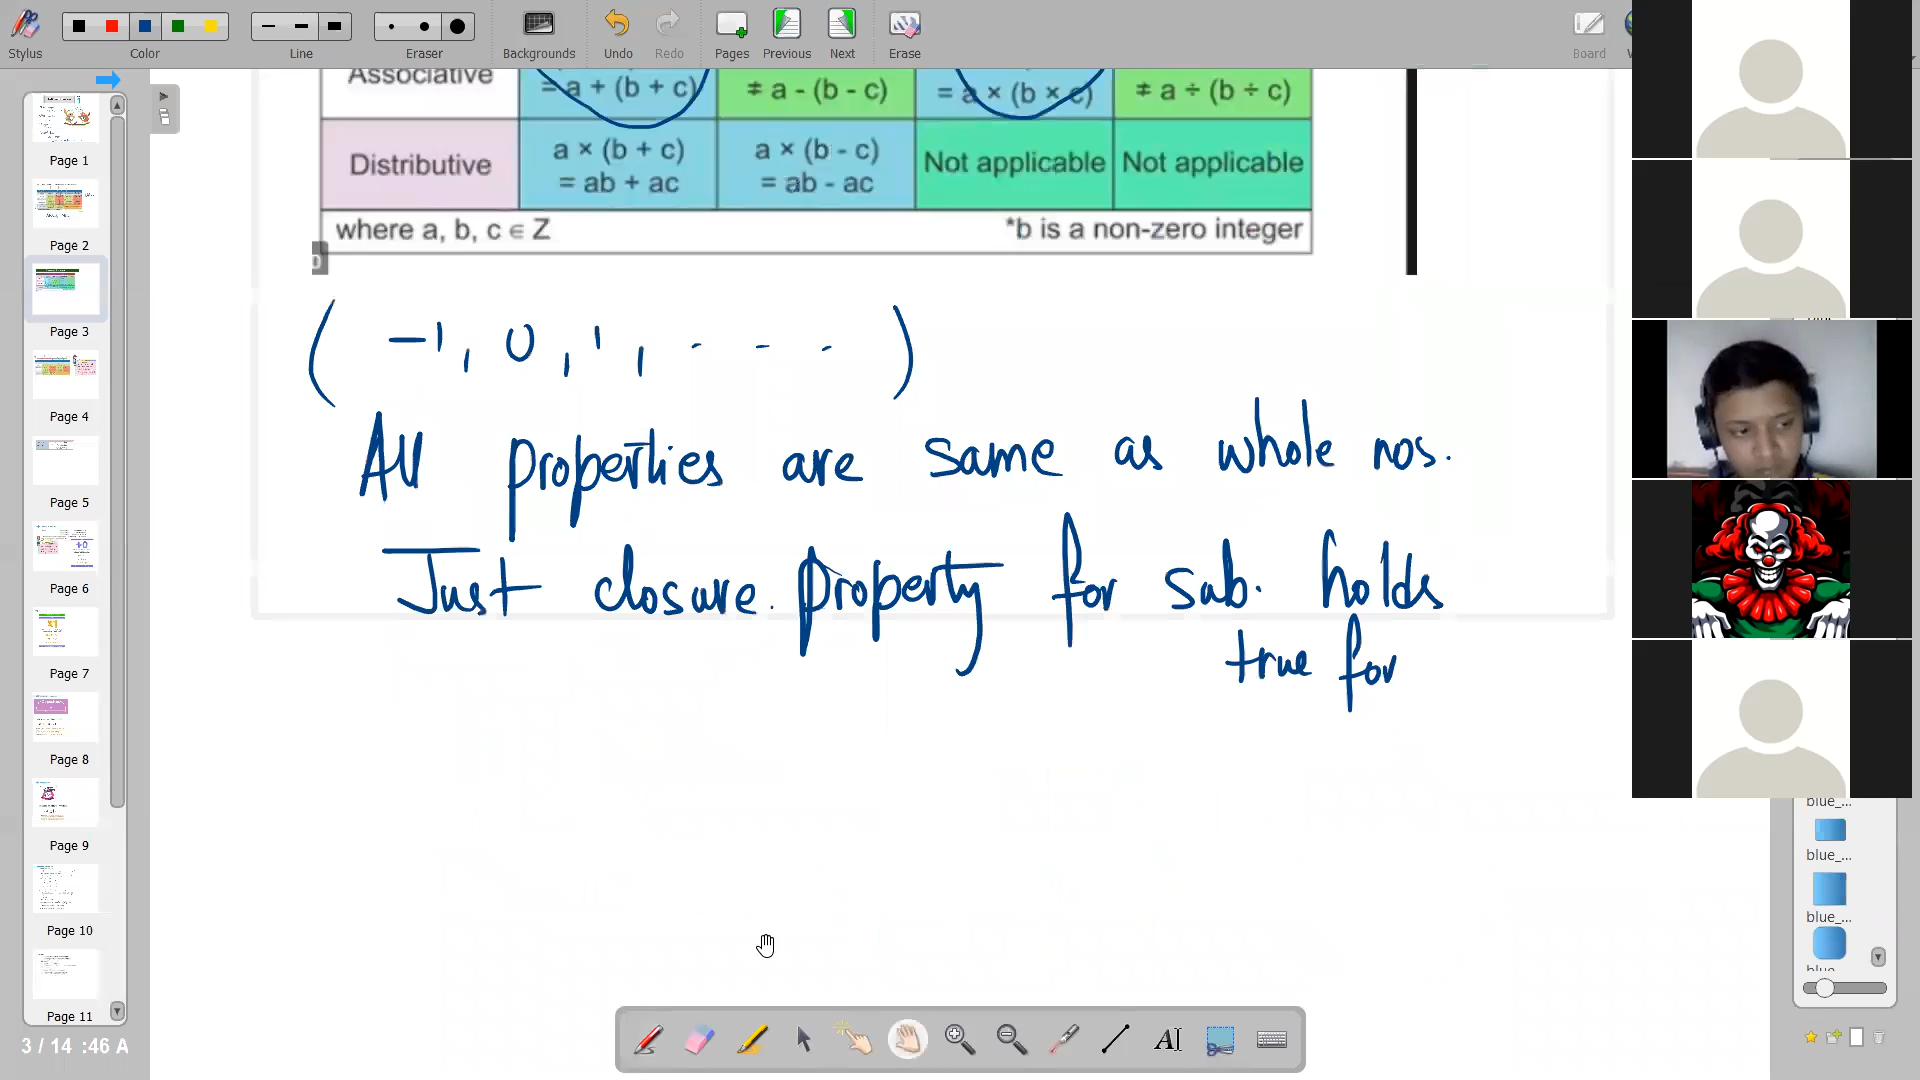 Stylus
Color
Line
Eraser
Backgrounds
Undo
Redo
Pages
Previous
Next
Erase
Board
Associative
= a + (b + c)
≠ a - (b - c)
= a × (b × c)
≠ a ÷ (b ÷ c)
Distributive
a × (b + c)
= ab + ac
a × (b - c)
= ab - ac
Not applicable
Not applicable
where a, b, c ∈ Z
*b is a non-zero integer
( -1, 0, 1, . . . )
All properties are same as whole nos.
Just closure property for sub. holds
true for
Page 1
Page 2
Page 3
Page 4
Page 5
Page 6
Page 7
Page 8
Page 9
Page 10
Page 11
3 / 14 :46 A
blue_...
blue_...
blue_...